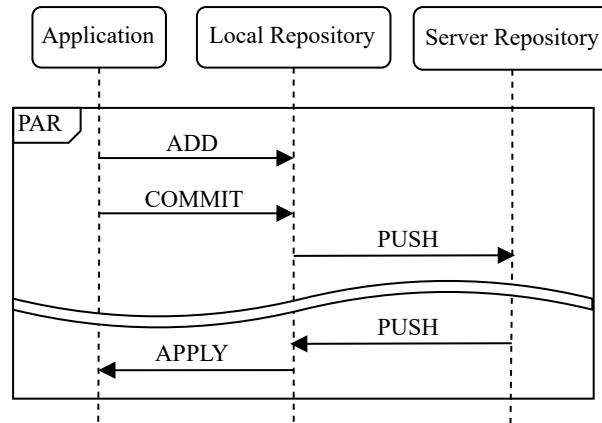 Application
Local Repository
Server Repository
PAR
ADD
COMMIT
PUSH
PUSH
APPLY